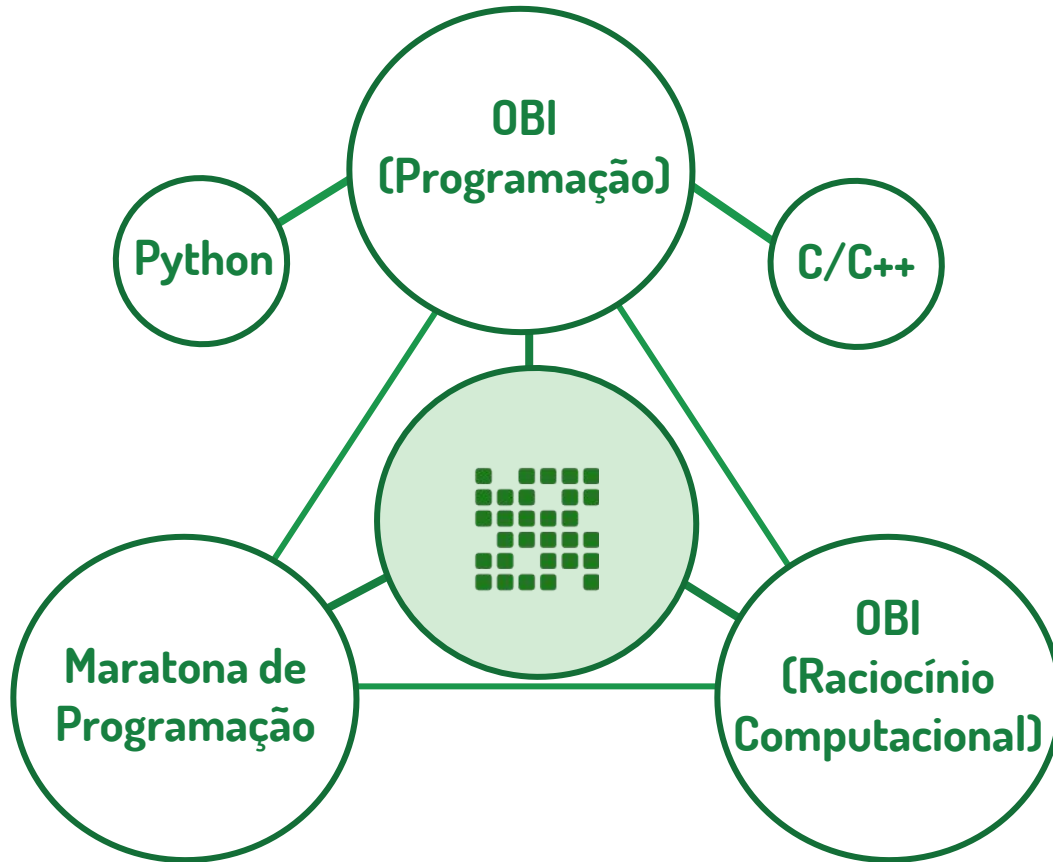 OBI
(Programação)
Python
C/C++
Maratona de
Programação
OBI
(Raciocínio
Computacional)